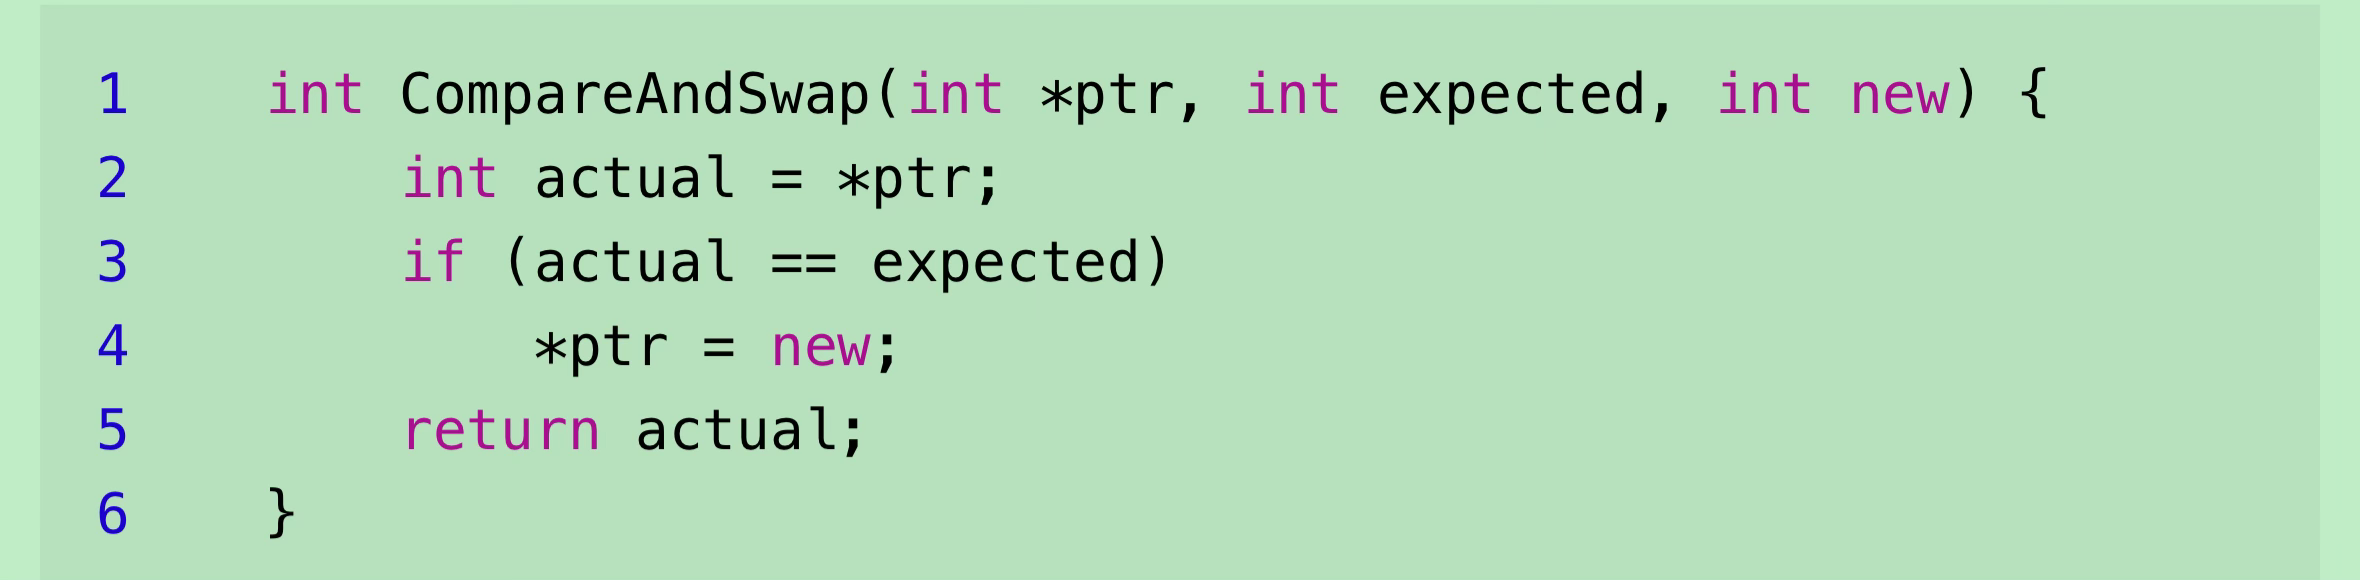 1 int CompareAndSwap(int *ptr, int expected, int new) {
2 int actual = *ptr;
3 if (actual == expected)
4 *ptr = new;
5 return actual;
6 }